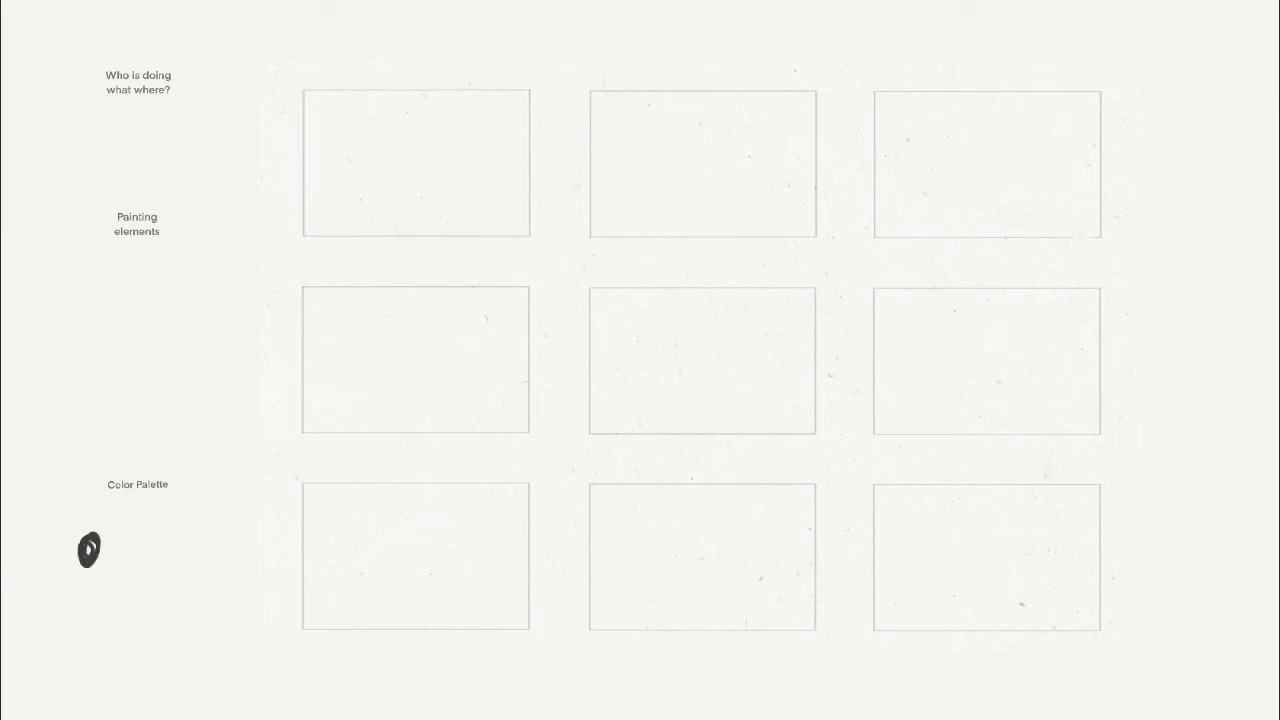 Who is doing
what where?
Painting
elements
Color Palette